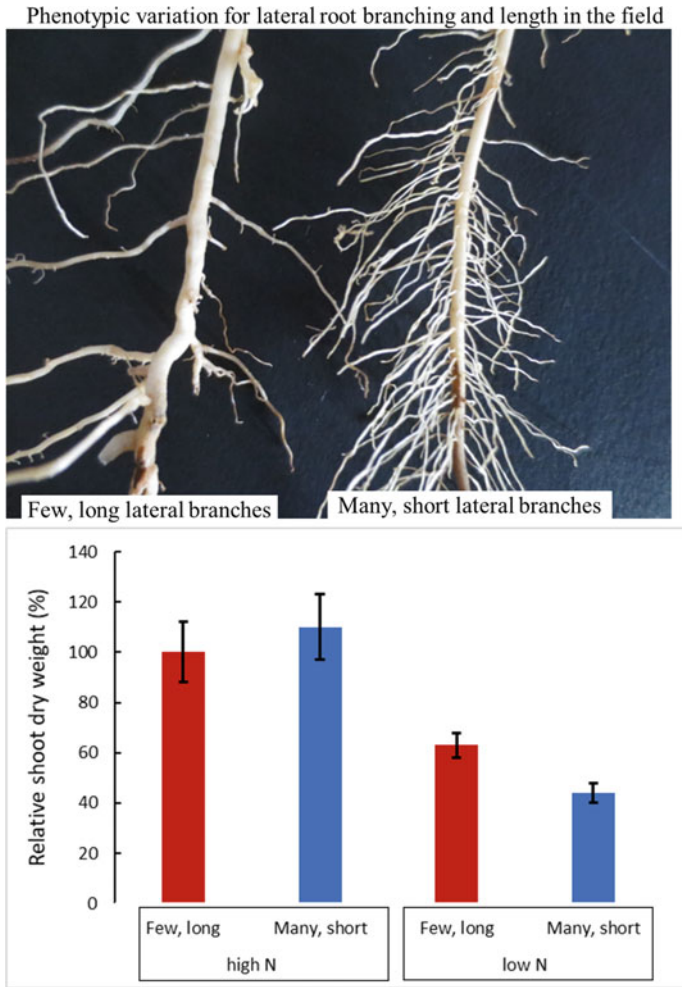 Phenotypic variation for lateral root branching and length in the field
Few, long lateral branches
Many, short lateral branches
Relative shoot dry weight (%)
140
120
100
80
60
40
20
0
Few, long
Many, short
Few, long
Many, short
high N
low N